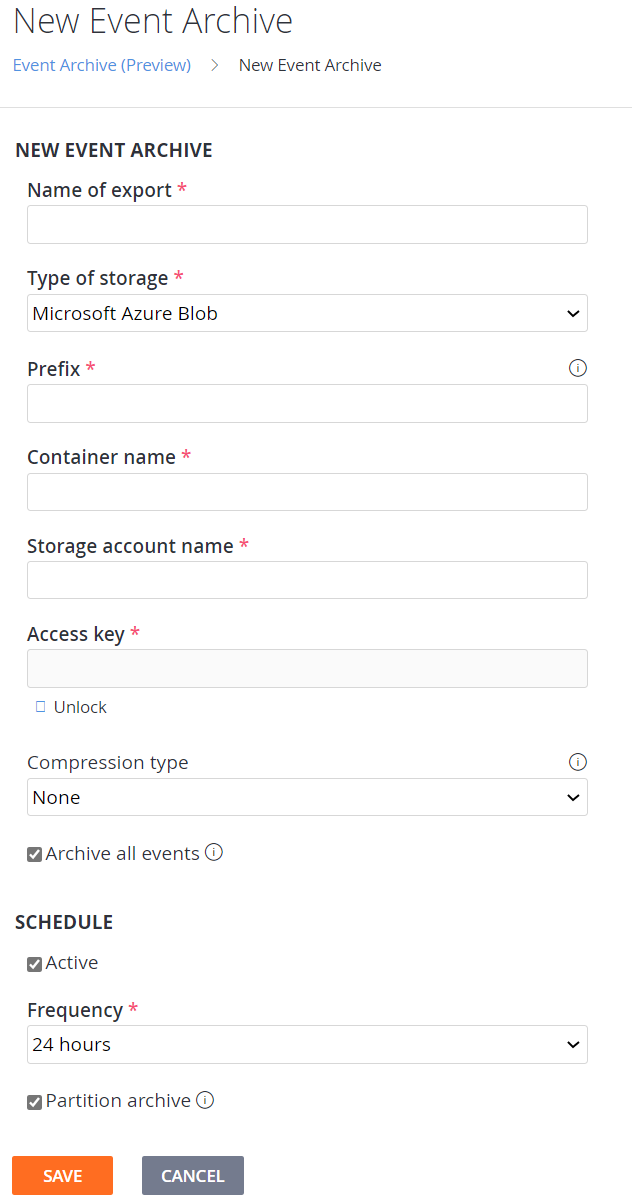 New Event Archive
Event Archive (Preview) > New Event Archive
NEW EVENT ARCHIVE
Name of export *
Type of storage *
Microsoft Azure Blob
Prefix *
Container name *
Storage account name *
Access key *
Unlock
Compression type
None
Archive all events
SCHEDULE
Active
Frequency *
24 hours
Partition archive
SAVE CANCEL